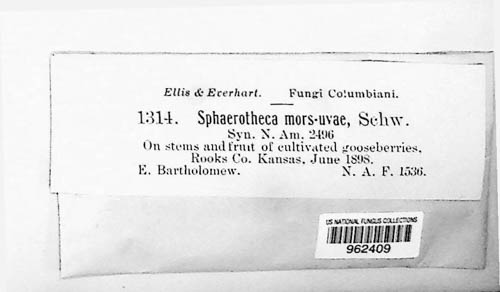 Ellis & Everhart. Fungi Columbiani.
1314. Sphaerotheca mors-uvae, Schw.
Syn. N. Am. 2496
On stems and fruit of cultivated gooseberries,
Rooks Co. Kansas, June 1898.
E. Bartholomew. N. A. F. 1536.
US NATIONAL FUNGUS COLLECTIONS
962409